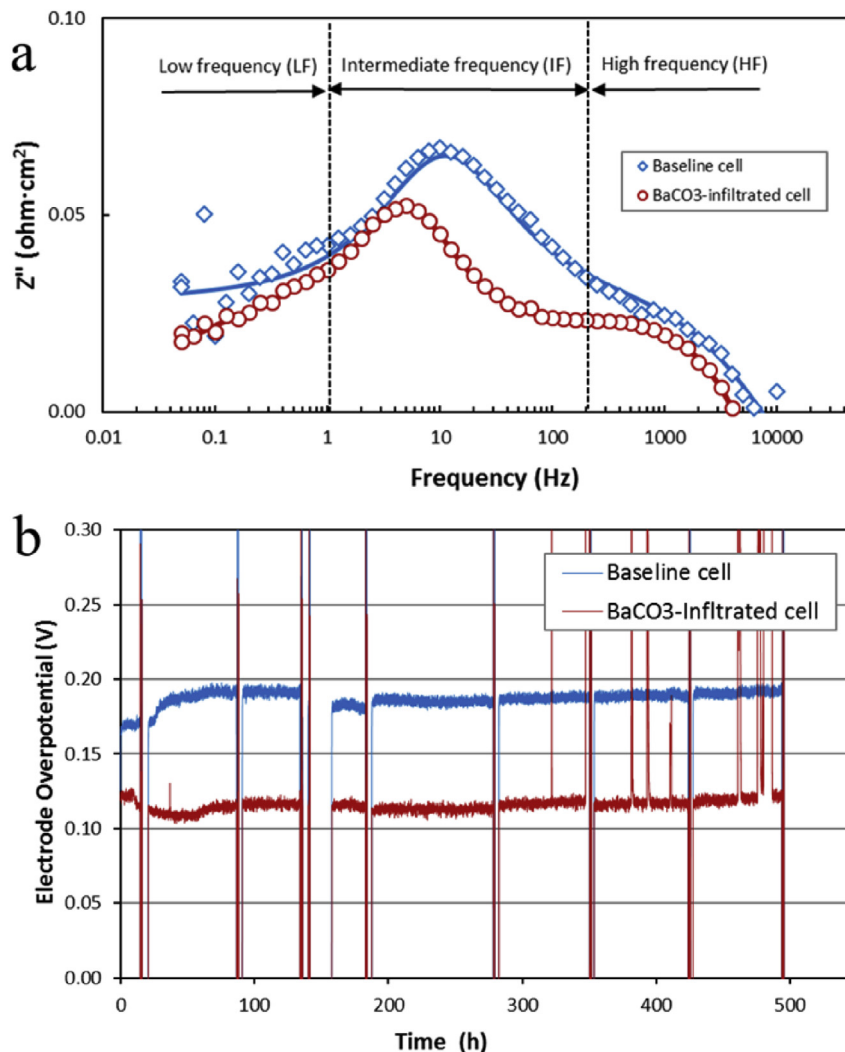 a
0.10
Low frequency (LF) Intermediate frequency (IF) High frequency (HF)
Baseline cell
BaCO3-infiltrated cell
0.05
Z" (ohm·cm²)
0.00
0.01 0.1 1 10 100 1000 10000
Frequency (Hz)
b
0.30
Baseline cell
BaCO3-Infltrated cell
0.25
0.20
0.15
0.10
0.05
0.00
Electrode Overpotential (V)
0 100 200 300 400 500
Time (h)